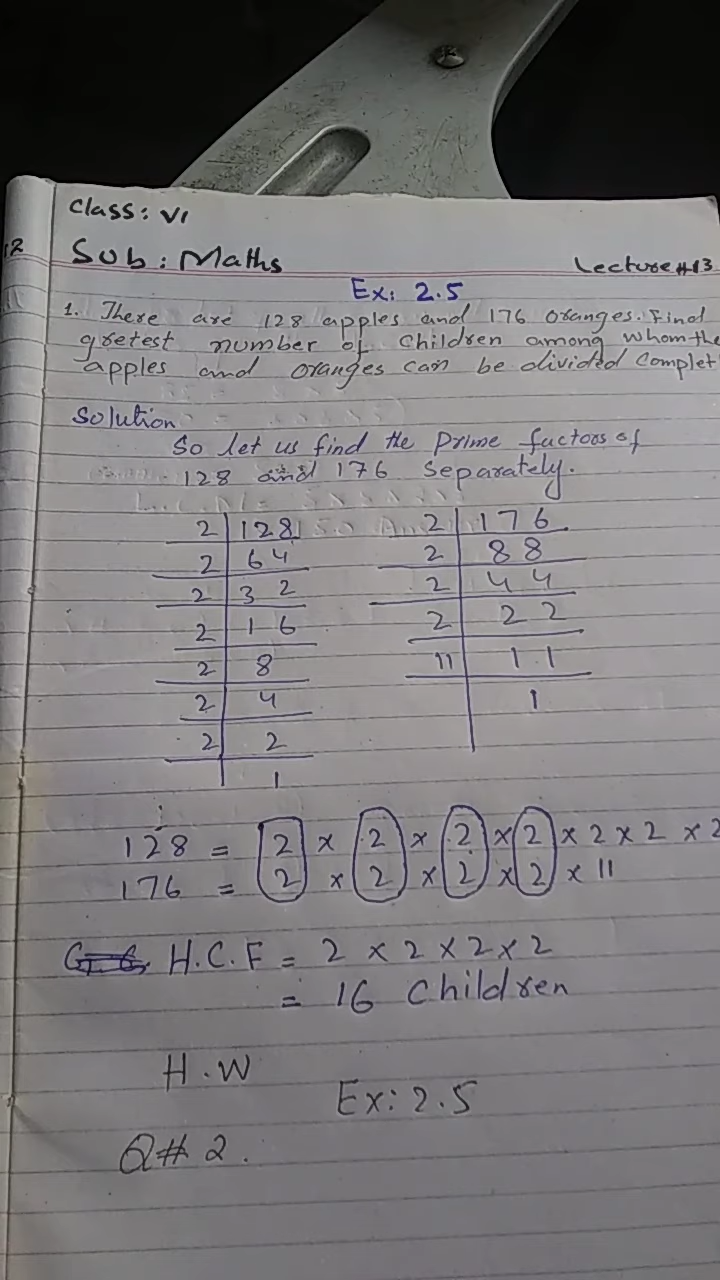 Class: VI
12
Sub: Maths
Lecture #13
Ex: 2.5
1. There are 128 apples and 176 oranges. Find
gretest number of Children among whom the
apples and oranges can be divided Complet
Solution
So let us find the Prime factors of
128 and 176 Separately.
2 | 128
2 | 64
2 | 32
2 | 16
2 | 8
2 | 4
2 | 2
1
2 | 176
2 | 88
2 | 44
2 | 22
11 | 11
1
128 = 2 × 2 × 2 × 2 × 2 × 2 × 2
176 = 2 × 2 × 2 × 2 × 11
H.C.F = 2 × 2 × 2 × 2
= 16 Children
H.W
Ex: 2.5
Q# 2.